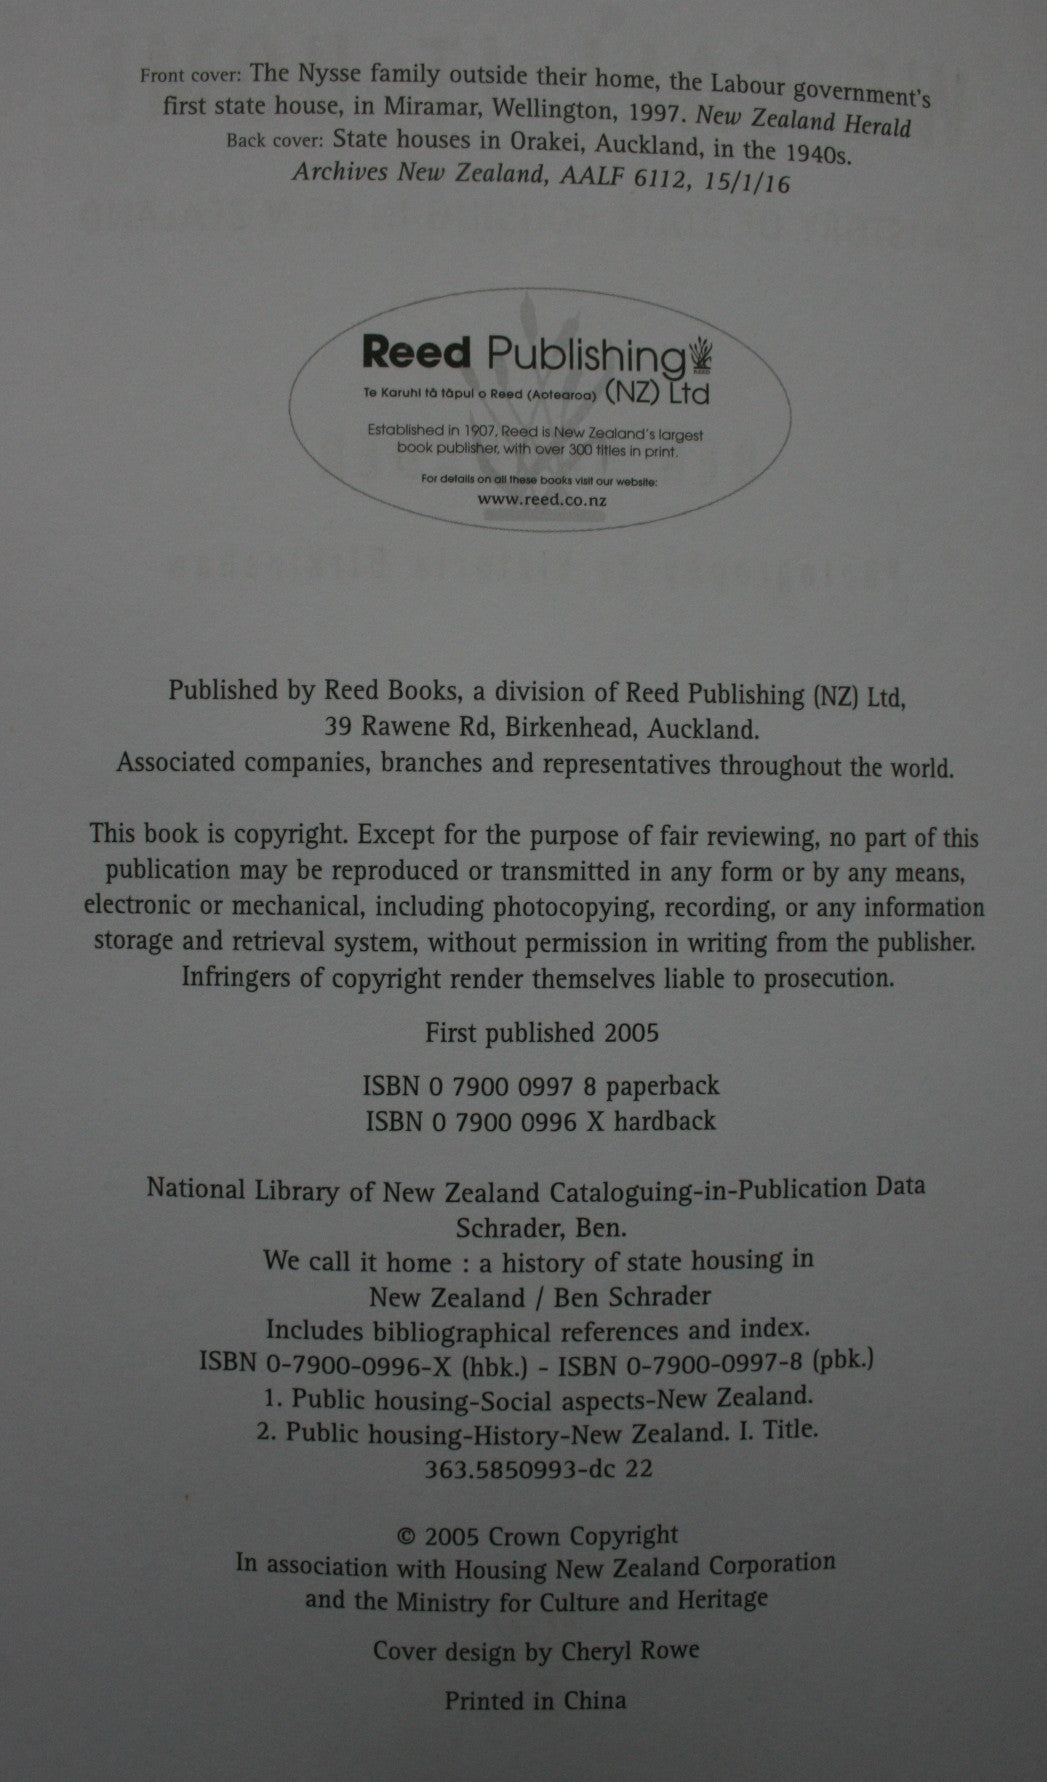 Front cover: The Nysse family outside their home, the Labour government's
first state house, in Miramar, Wellington, 1997. New Zealand Herald
Back cover: State houses in Orakei, Auckland, in the 1940s.
Archives New Zealand, AALF 6112, 15/1/16
Reed Publishing
Te Karuhi tā tāpui o Reed (Aotearoa) (NZ) Ltd
Established in 1907, Reed is New Zealand's largest
book publisher, with over 300 titles in print.
For details on all these books visit our website:
www.reed.co.nz
Published by Reed Books, a division of Reed Publishing (NZ) Ltd,
39 Rawene Rd, Birkenhead, Auckland.
Associated companies, branches and representatives throughout the world.
This book is copyright. Except for the purpose of fair reviewing, no part of this
publication may be reproduced or transmitted in any form or by any means,
electronic or mechanical, including photocopying, recording, or any information
storage and retrieval system, without permission in writing from the publisher.
Infringers of copyright render themselves liable to prosecution.
First published 2005
ISBN 0 7900 0997 8 paperback
ISBN 0 7900 0996 X hardback
National Library of New Zealand Cataloguing-in-Publication Data
Schrader, Ben.
We call it home : a history of state housing in
New Zealand / Ben Schrader
Includes bibliographical references and index.
ISBN 0-7900-0996-X (hbk.) - ISBN 0-7900-0997-8 (pbk.)
1. Public housing-Social aspects-New Zealand.
2. Public housing-History-New Zealand. I. Title.
363.5850993-dc 22
© 2005 Crown Copyright
In association with Housing New Zealand Corporation
and the Ministry for Culture and Heritage
Cover design by Cheryl Rowe
Printed in China